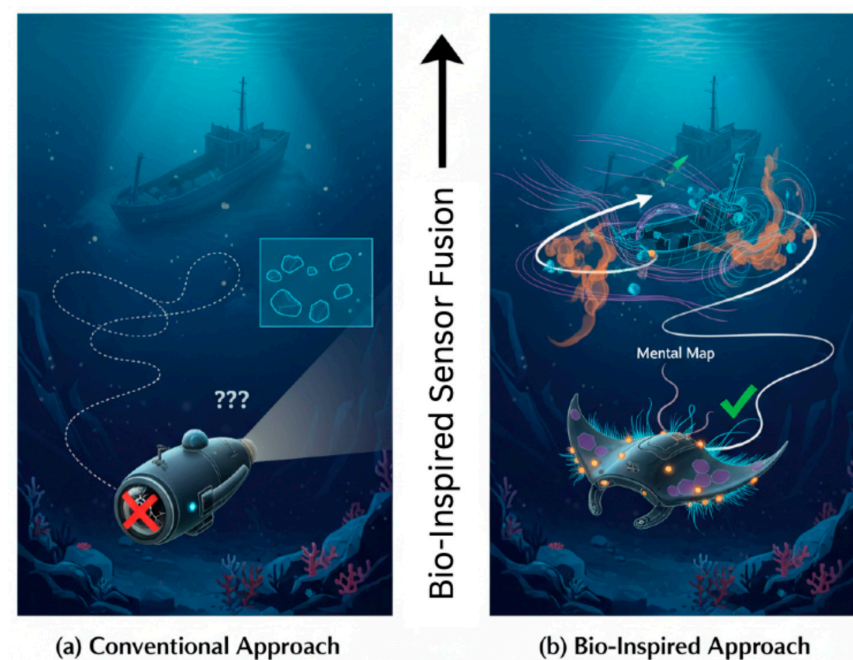 ???
Bio-Inspired Sensor Fusion
Mental Map
(a) Conventional Approach
(b) Bio-Inspired Approach